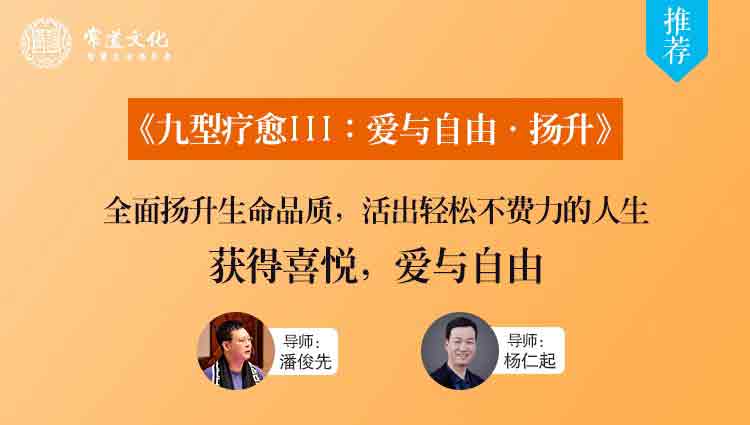 常道文化
推荐
《九型疗愈III：爱与自由·扬升》
全面扬升生命品质，活出轻松不费力的人生
获得喜悦，爱与自由
导师：
潘俊先
导师：
杨仁起